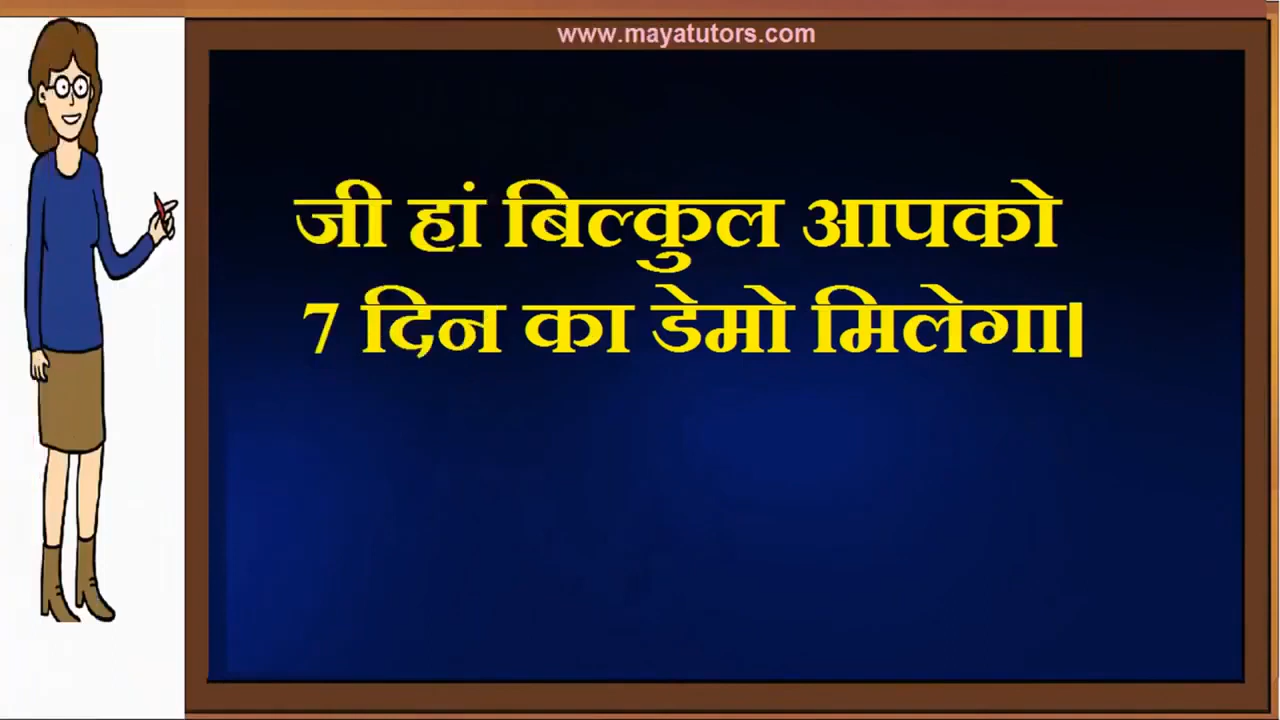 www.mayatutors.com
जी हां बिल्कुल आपको
7 दिन का डेमो मिलेगा।